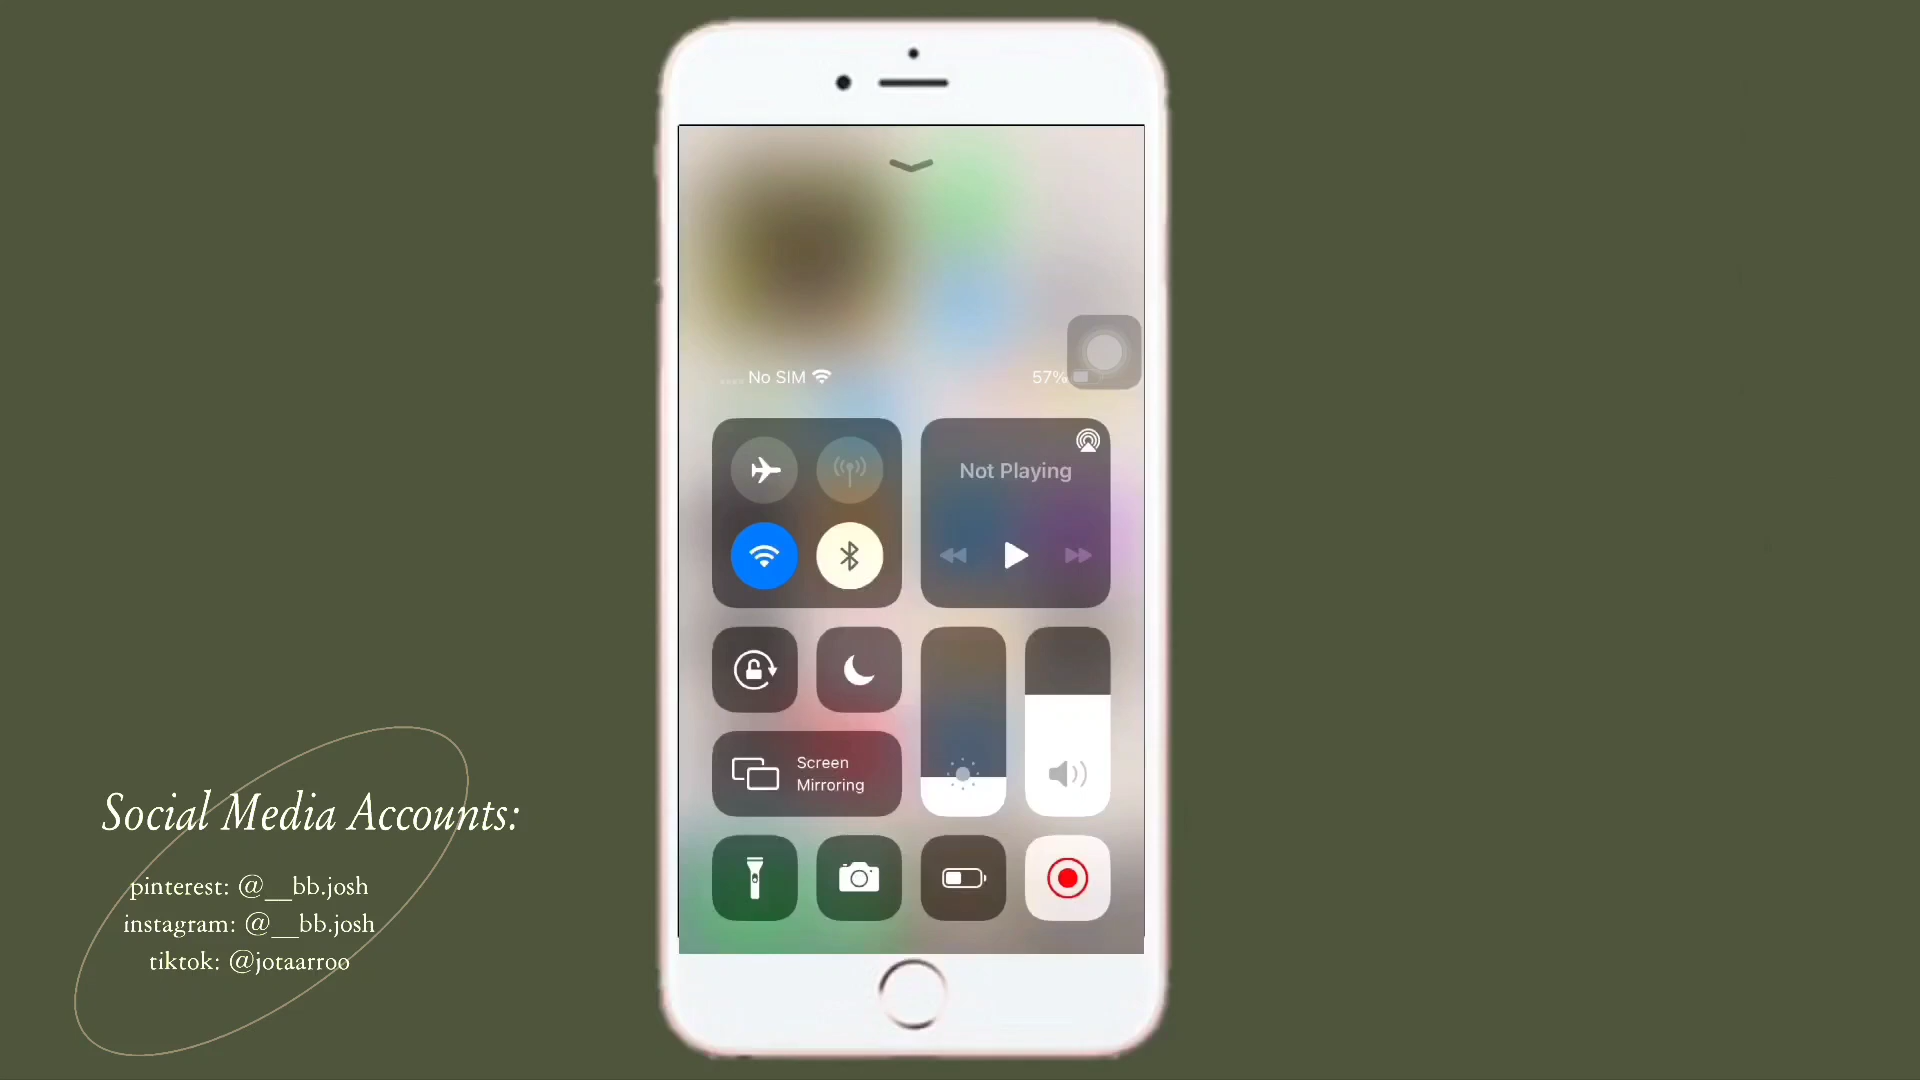 No SIM
57%
Not Playing
Screen
Mirroring
Social Media Accounts:
pinterest: @__bb.josh
instagram: @__bb.josh
tiktok: @jotaarroo